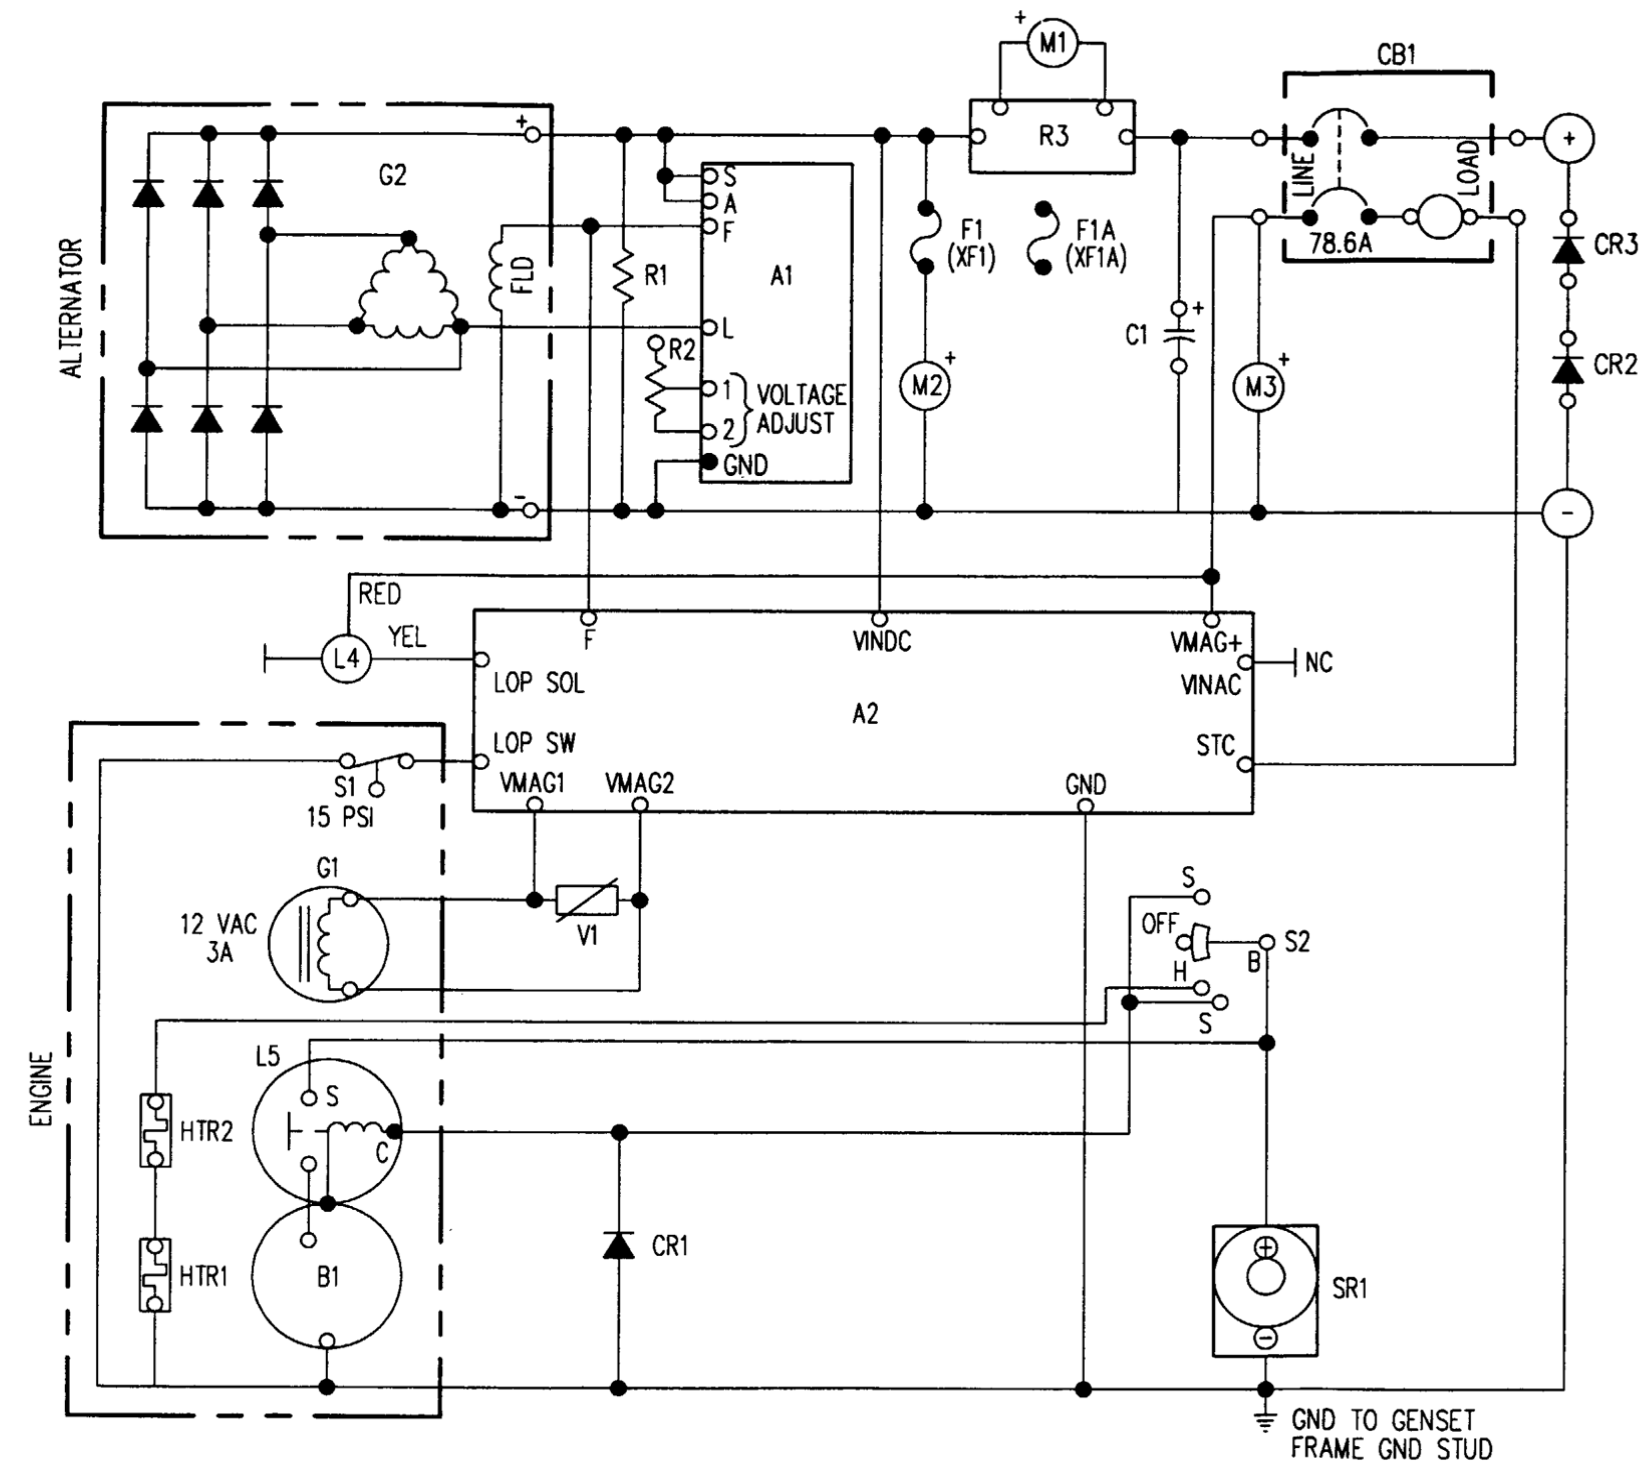 +
M1
CB1
+
G2
+
R3
LINE
LOAD
S
A
F
F1
(XF1)
F1A
(XF1A)
78.6A
CR3
ALTERNATOR
FLD
R1
A1
L
R2
+
C1
CR2
M2
+
M3
+
1
2
VOLTAGE
ADJUST
GND
-
-
RED
YEL
L4
F
VINDC
VMAG+
NC
VINAC
LOP SOL
A2
LOP SW
STC
VMAG1
VMAG2
GND
S1
15 PSI
G1
12 VAC
3A
V1
S
OFF
S2
B
H
S
ENGINE
L5
S
C
HTR2
HTR1
B1
CR1
+
SR1
-
GND TO GENSET
FRAME GND STUD